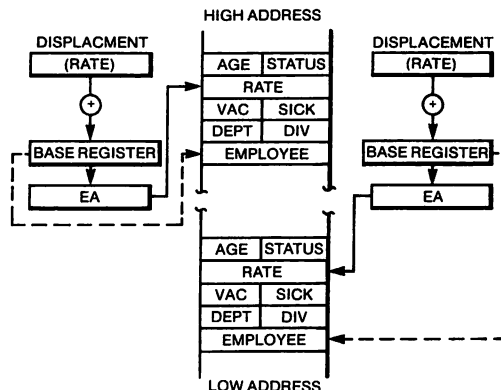 HIGH ADDRESS
DISPLACMENT
(RATE)
+
BASE REGISTER
EA
AGE STATUS
RATE
VAC SICK
DEPT DIV
EMPLOYEE
DISPLACEMENT
(RATE)
+
BASE REGISTER
EA
AGE STATUS
RATE
VAC SICK
DEPT DIV
EMPLOYEE
LOW ADDRESS